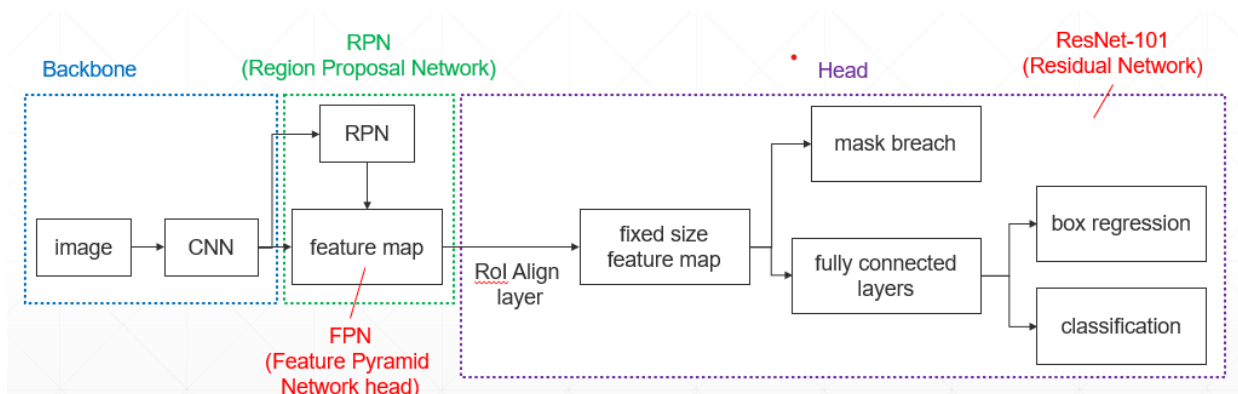 Backbone
RPN
(Region Proposal Network)
Head
ResNet-101
(Residual Network)
RPN
image
CNN
feature map
RoI Align
layer
fixed size
feature map
mask breach
fully connected
layers
box regression
classification
FPN
(Feature Pyramid
Network head)